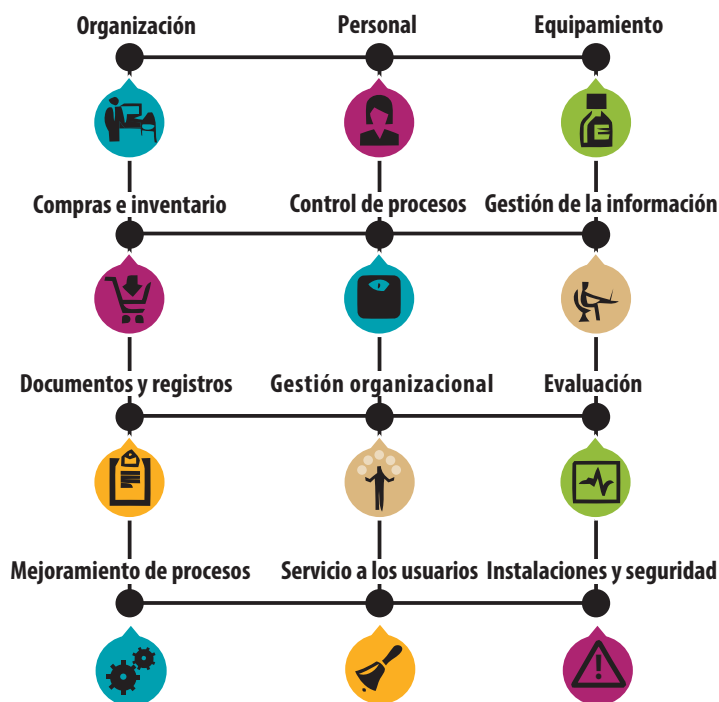 Organización
Personal
Equipamiento
Compras e inventario
Control de procesos
Gestión de la información
Documentos y registros
Gestión organizacional
Evaluación
Mejoramiento de procesos
Servicio a los usuarios
Instalaciones y seguridad